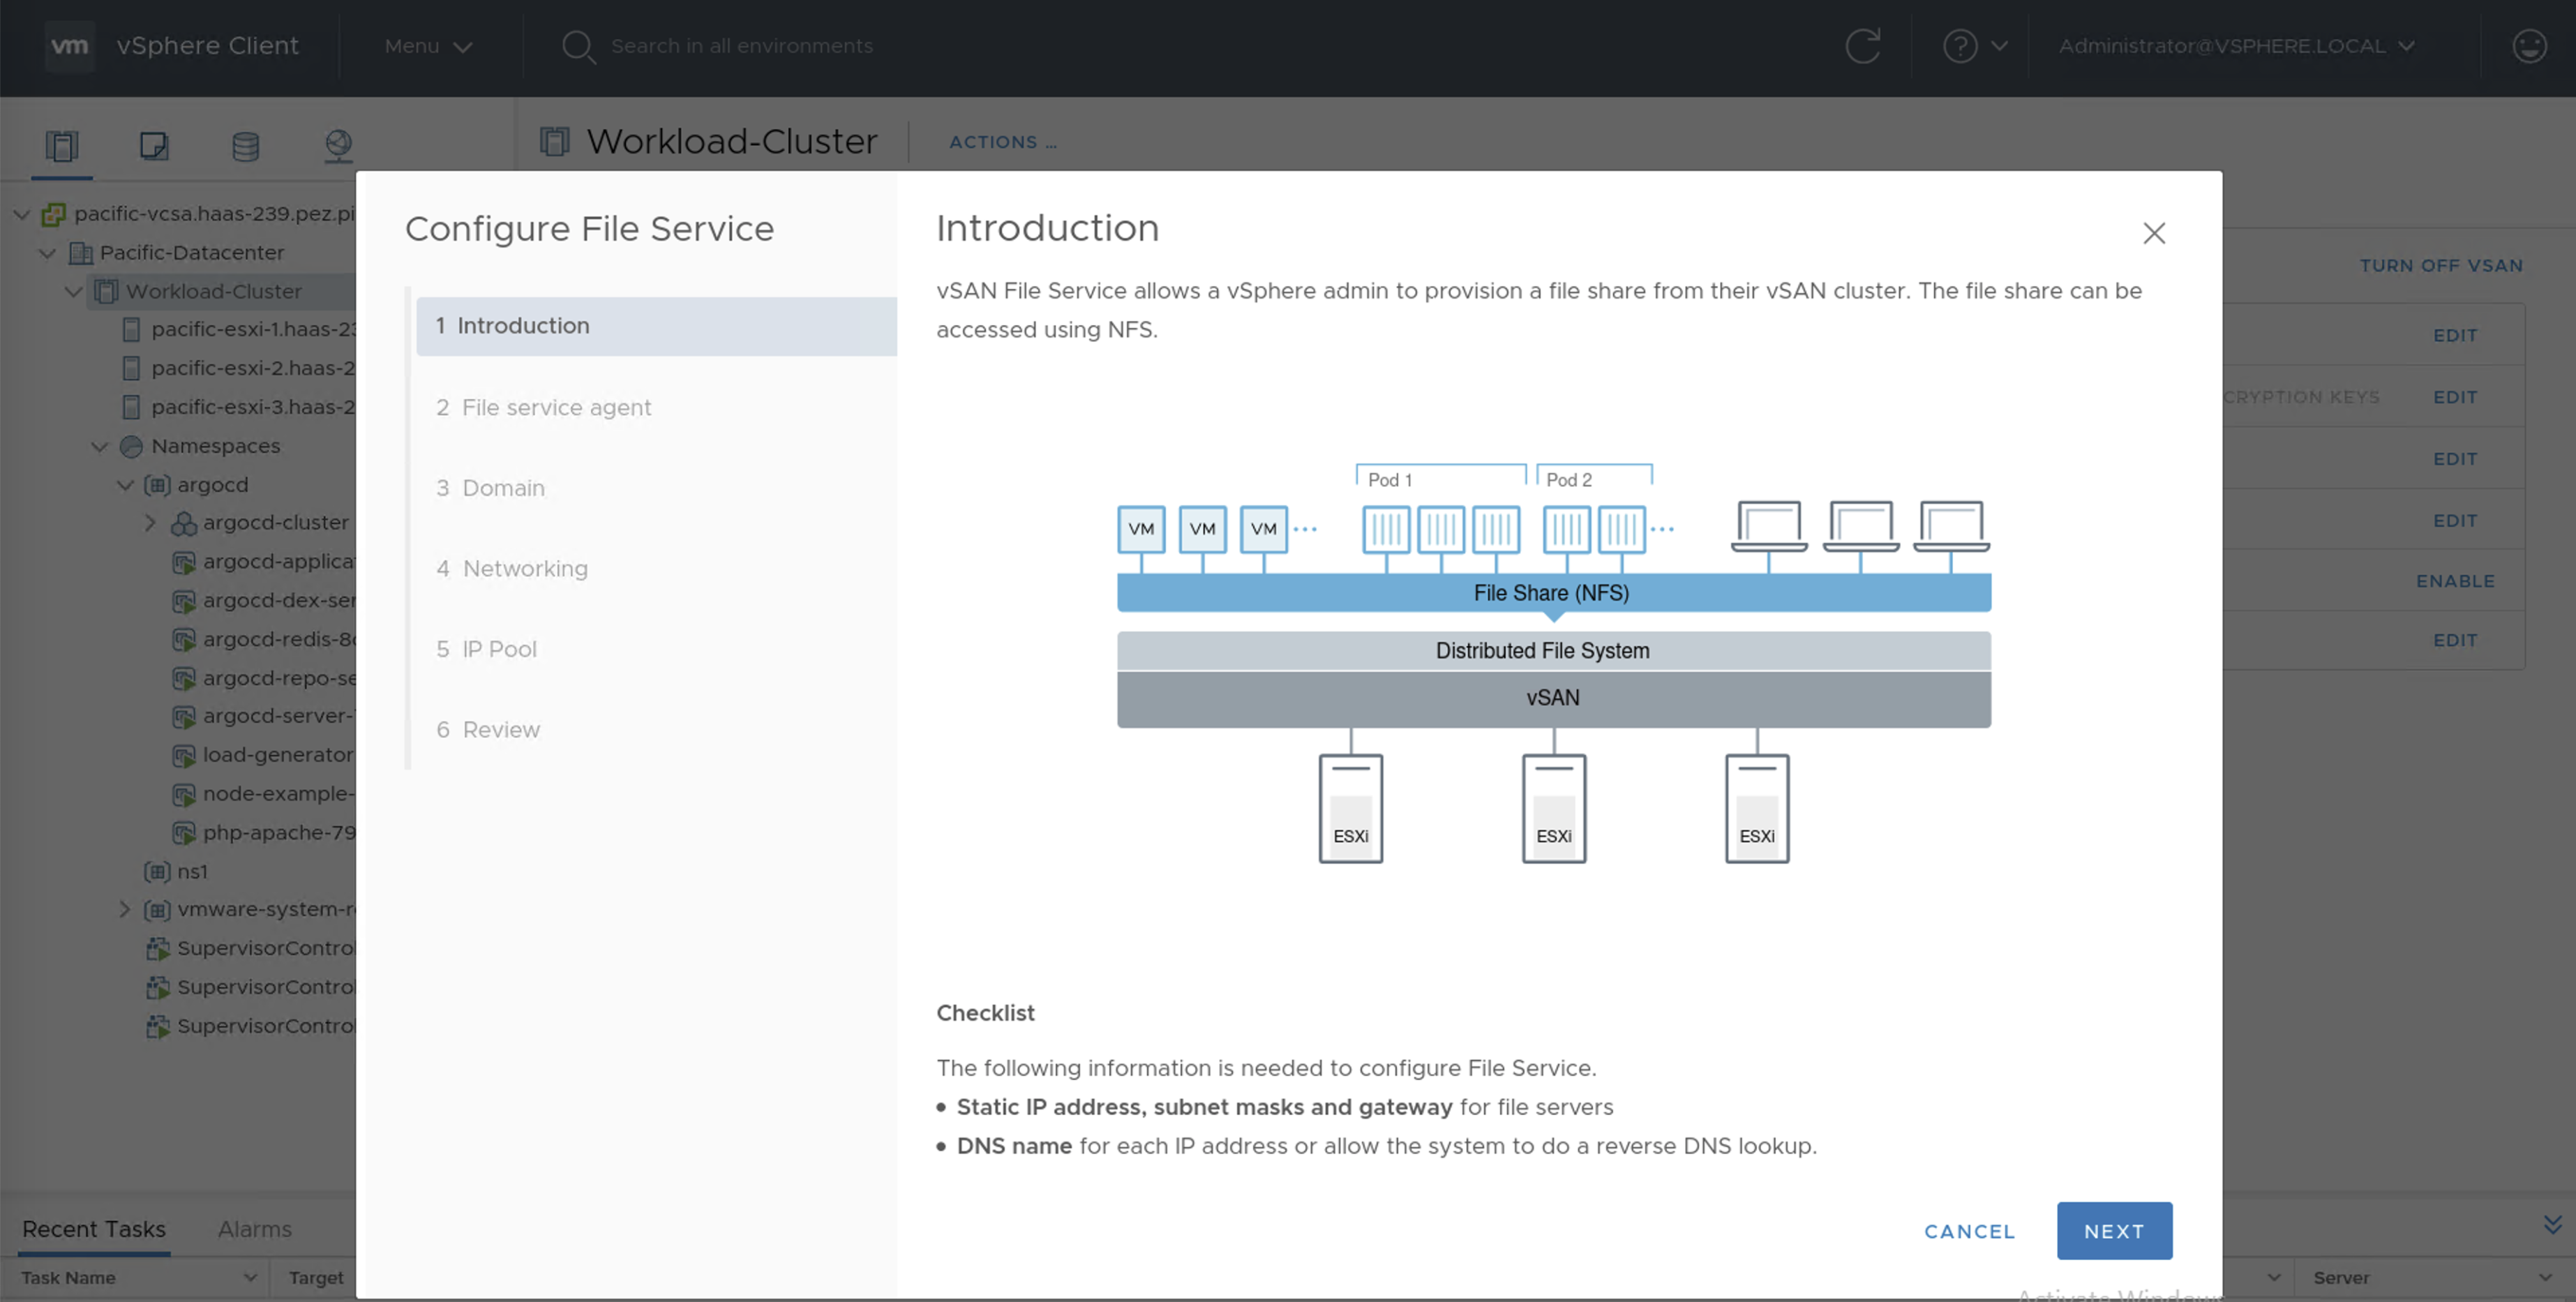 vm vSphere Client Menu Search in all environments Administrator@VSPHERE.LOCAL
Workload-Cluster ACTIONS ...
pacific-vcsa.haas-239.pez.pi
Pacific-Datacenter
Workload-Cluster
pacific-esxi-1.haas-23
pacific-esxi-2.haas-2
pacific-esxi-3.haas-2
Namespaces
argocd
argocd-cluster
argocd-applica
argocd-dex-ser
argocd-redis-8
argocd-repo-se
argocd-server-
load-generator
node-example-
php-apache-79
ns1
vmware-system-r
SupervisorControl
SupervisorControl
SupervisorControl
Configure File Service
1 Introduction
2 File service agent
3 Domain
4 Networking
5 IP Pool
6 Review
Introduction
vSAN File Service allows a vSphere admin to provision a file share from their vSAN cluster. The file share can be
accessed using NFS.
Pod 1 Pod 2
VM VM VM ...
...
File Share (NFS)
Distributed File System
vSAN
ESXi ESXi ESXi
Checklist
The following information is needed to configure File Service.
• Static IP address, subnet masks and gateway for file servers
• DNS name for each IP address or allow the system to do a reverse DNS lookup.
CANCEL NEXT
TURN OFF VSAN
EDIT
CRYPTION KEYS EDIT
EDIT
EDIT
ENABLE
EDIT
Recent Tasks Alarms
Task Name Target Server
Activate Windows